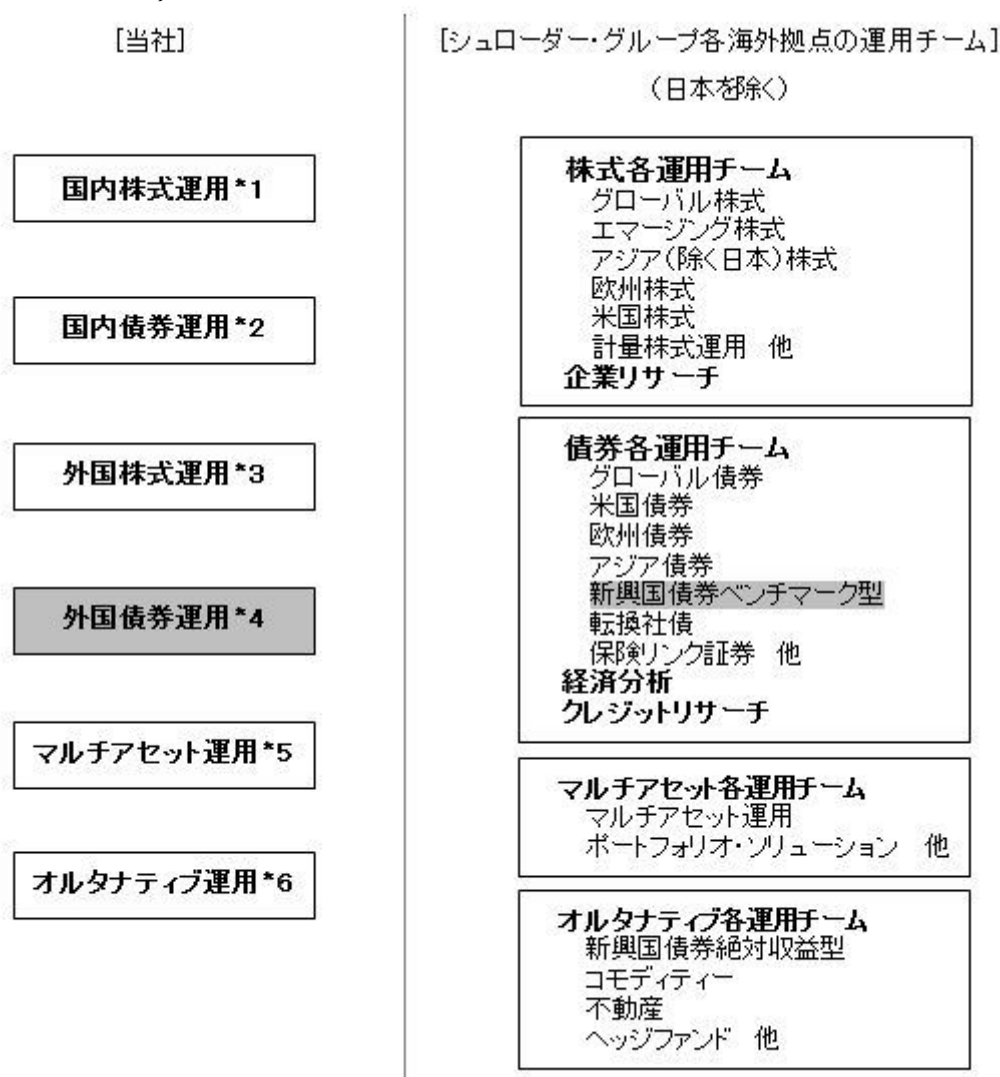 [当社]
国内株式運用*1
国内債券運用*2
外国株式運用*3
外国債券運用*4
マルチアセット運用*5
オルタナティブ運用*6
[シュローダー・グループ各海外拠点の運用チーム]
（日本を除く）
株式各運用チーム
グローバル株式
エマージング株式
アジア(除く日本)株式
欧州株式
米国株式
計量株式運用 他
企業リサーチ
債券各運用チーム
グローバル債券
米国債券
欧州債券
アジア債券
新興国債券ベンチマーク型
転換社債
保険リンク証券 他
経済分析
クレジットリサーチ
マルチアセット各運用チーム
マルチアセット運用
ポートフォリオ・ソリューション 他
オルタナティブ各運用チーム
新興国債券絶対収益型
コモディティー
不動産
ヘッジファンド 他